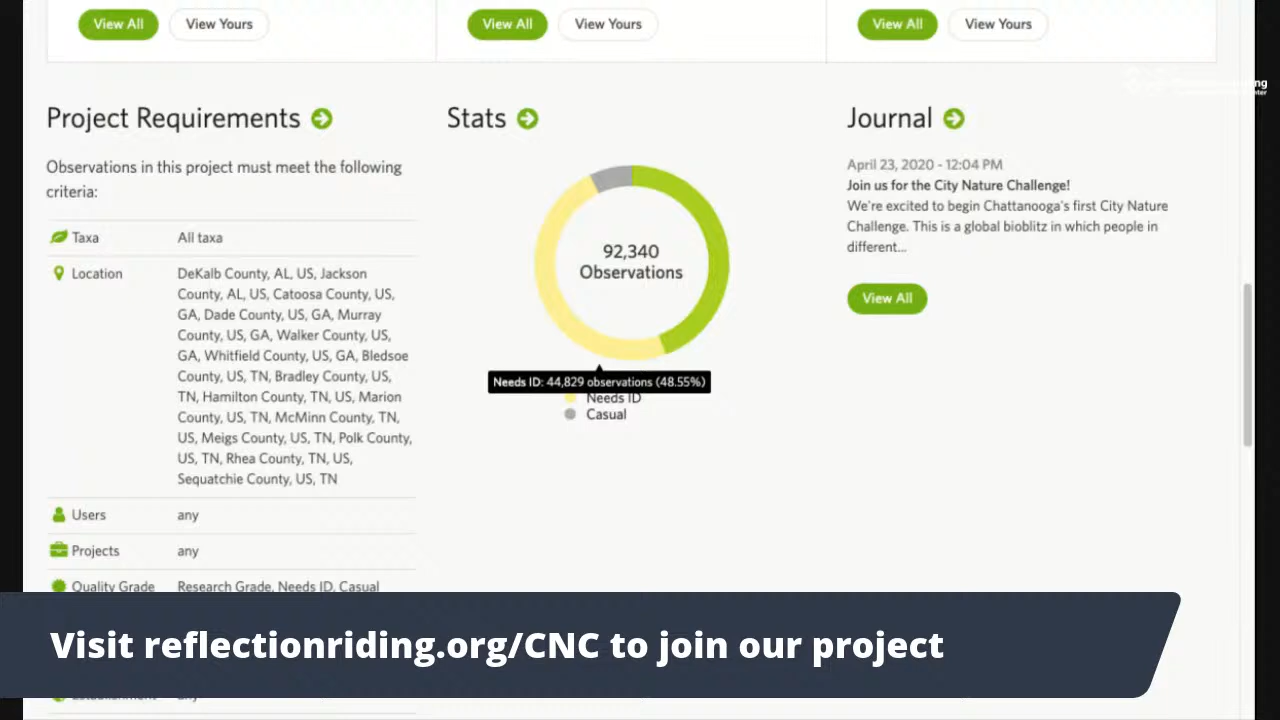 View All
View Yours
View All
View Yours
View All
View Yours
Project Requirements
Observations in this project must meet the following
criteria:
Taxa
All taxa
Location
DeKalb County, AL, US, Jackson
County, AL, US, Catoosa County, US,
GA, Dade County, US, GA, Murray
County, US, GA, Walker County, US,
GA, Whitfield County, US, GA, Bledsoe
County, US, TN, Bradley County, US,
TN, Hamilton County, TN, US, Marion
County, US, TN, McMinn County, TN,
US, Meigs County, US, TN, Polk County,
US, TN, Rhea County, TN, US,
Sequatchie County, US, TN
Users
any
Projects
any
Quality Grade
Research Grade, Needs ID, Casual
Stats
92,340
Observations
Needs ID: 44,829 observations (48.55%)
Needs ID
Casual
Journal
April 23, 2020 - 12:04 PM
Join us for the City Nature Challenge!
We're excited to begin Chattanooga's first City Nature
Challenge. This is a global bioblitz in which people in
different...
View All
Visit reflectionriding.org/CNC to join our project